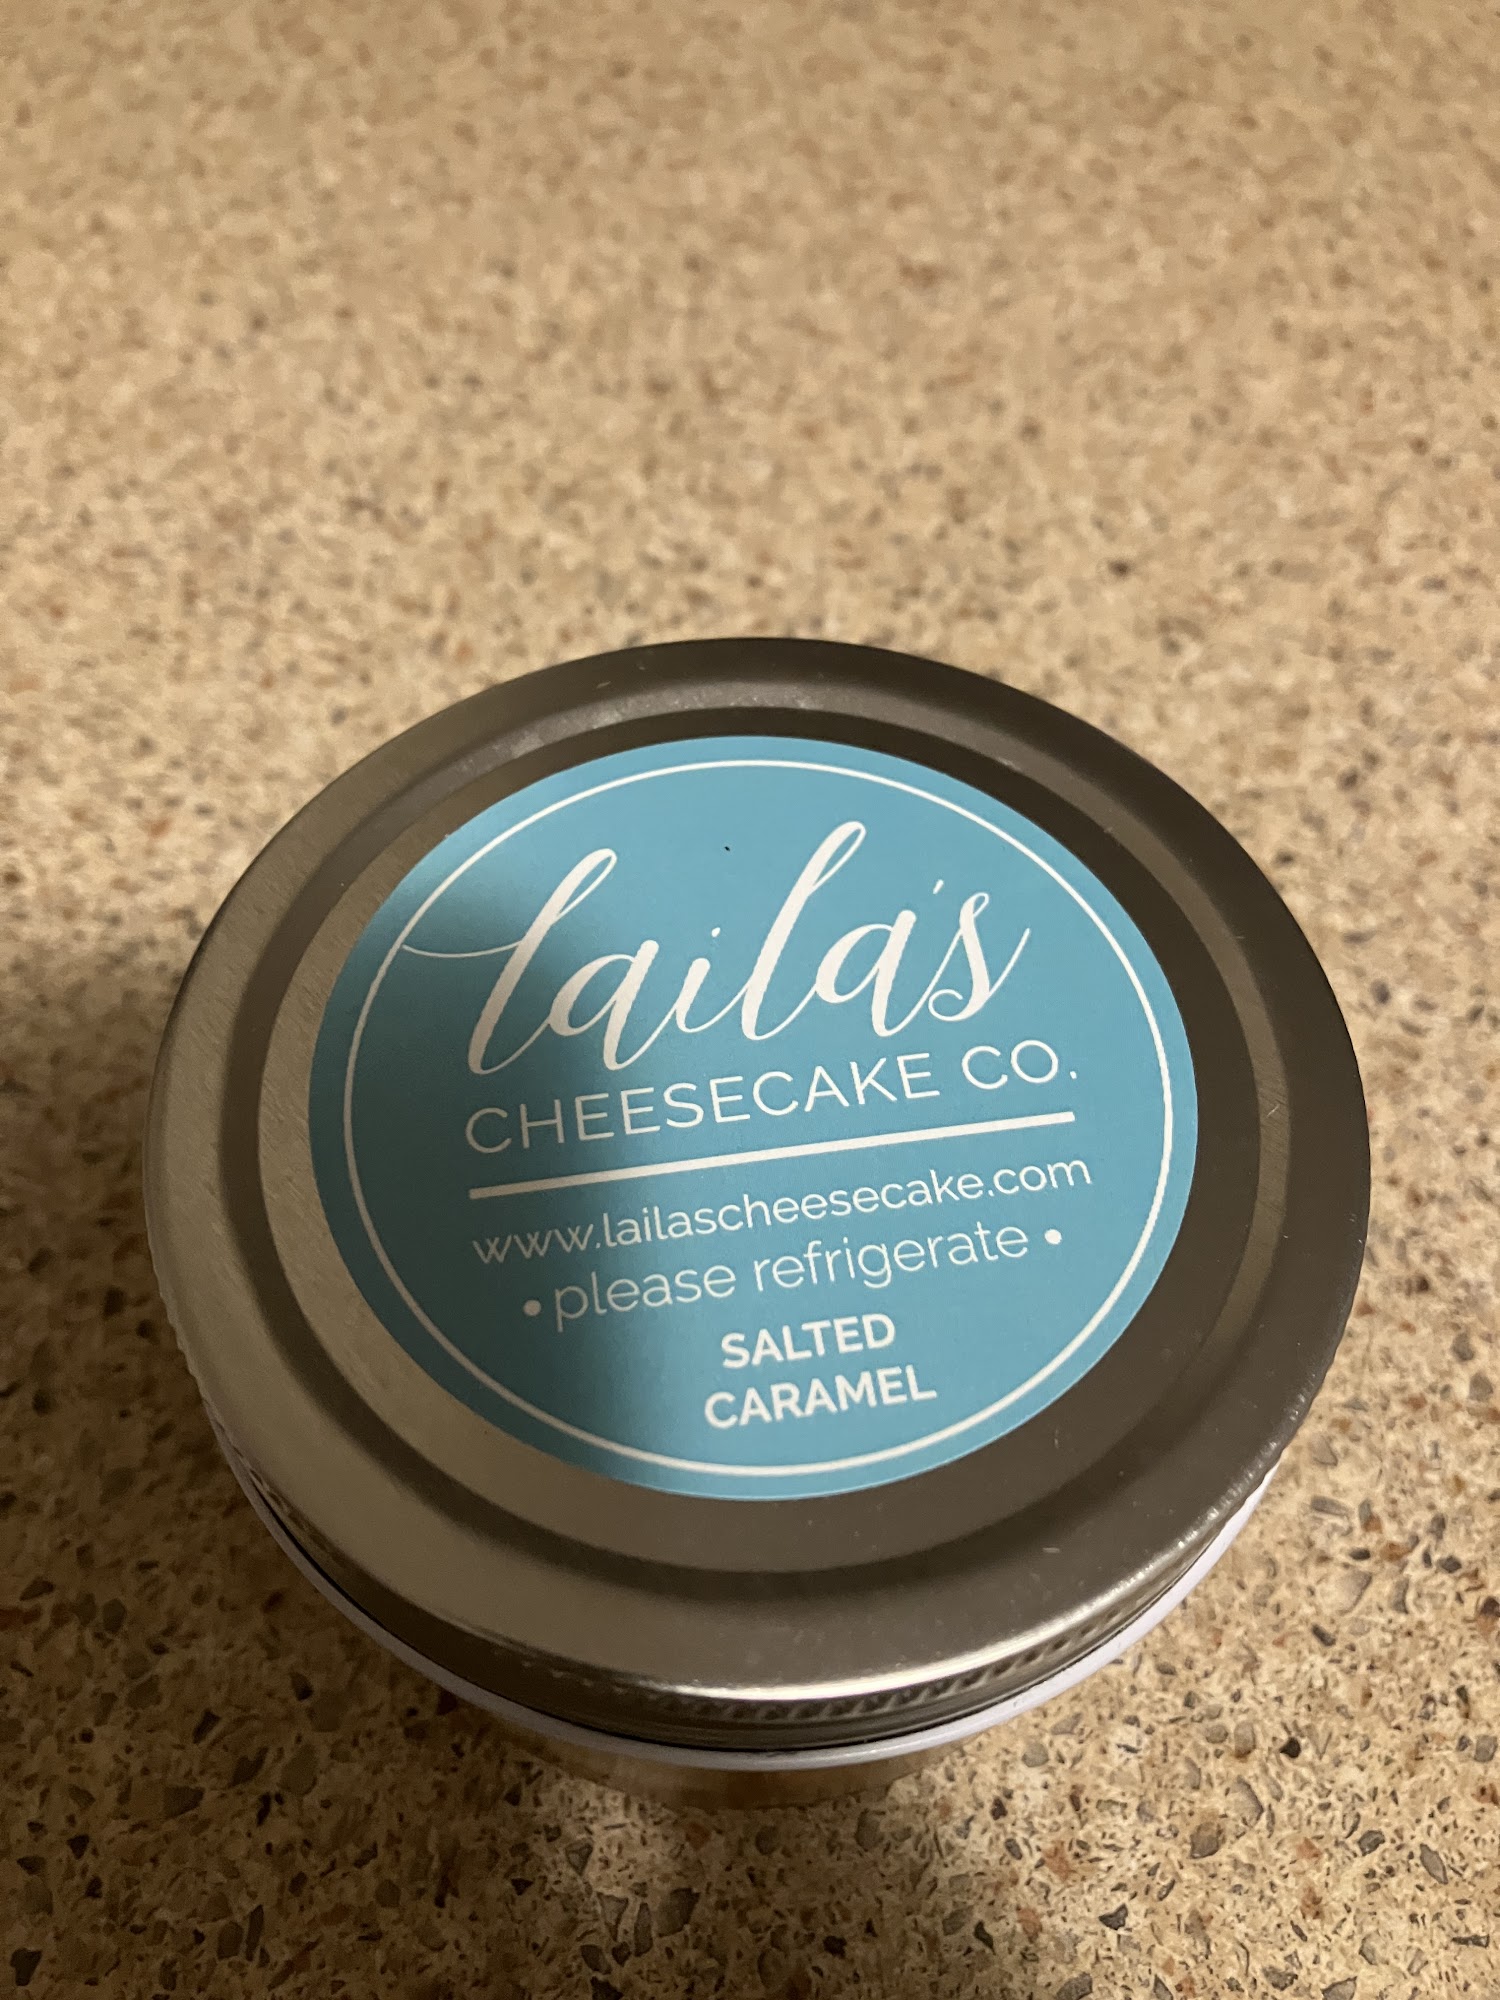 laila's
CHEESECAKE CO.
www.lailascheesecake.com
• please refrigerate •
SALTED
CARAMEL